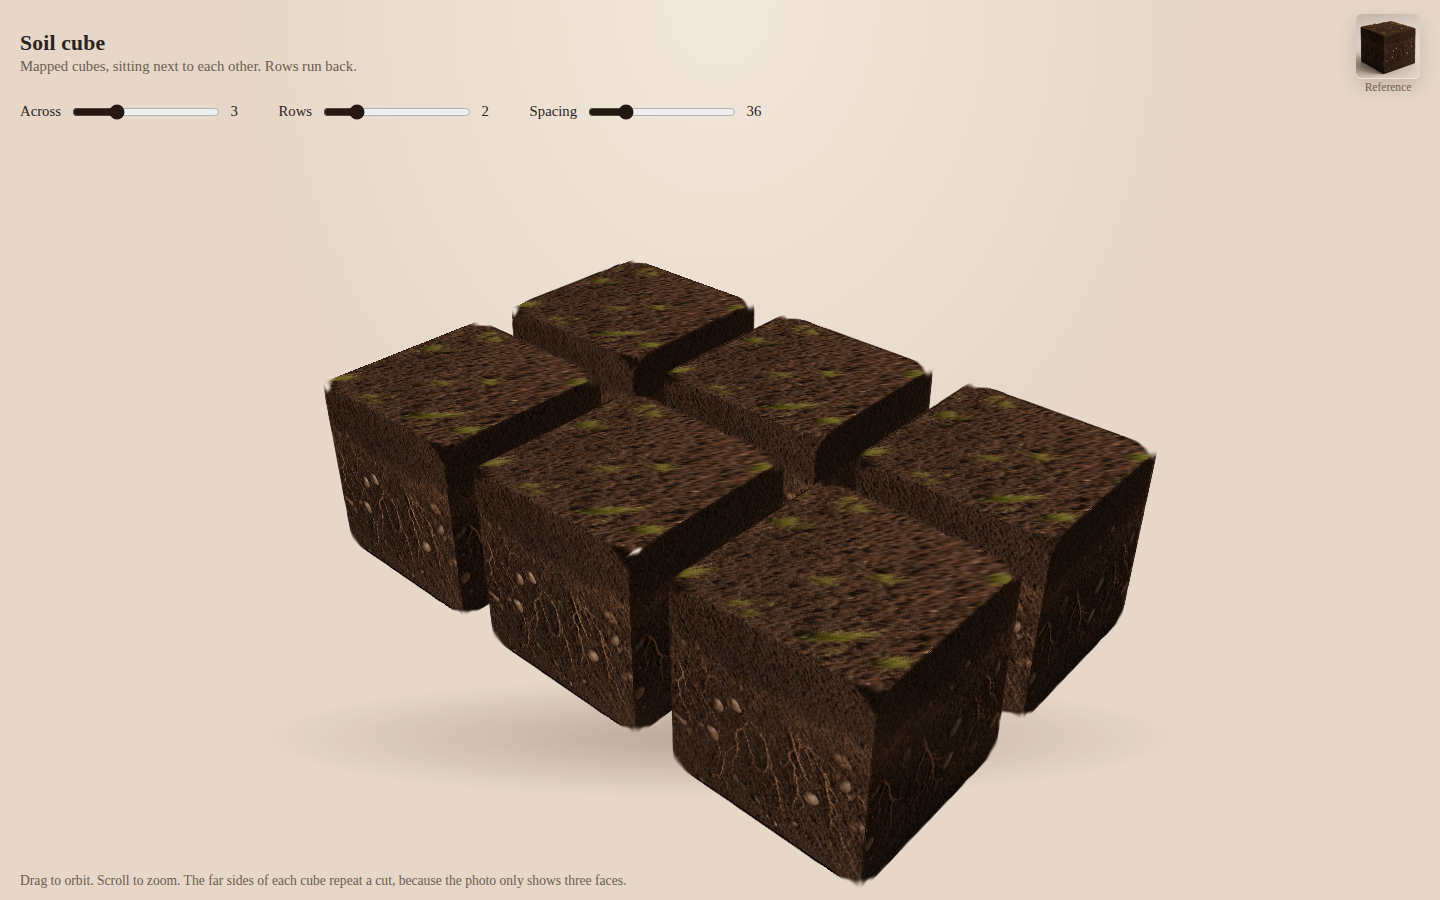 Soil cube
Mapped cubes, sitting next to each other. Rows run back.
Across 3 Rows 2 Spacing 36
Reference
Drag to orbit. Scroll to zoom. The far sides of each cube repeat a cut, because the photo only shows three faces.